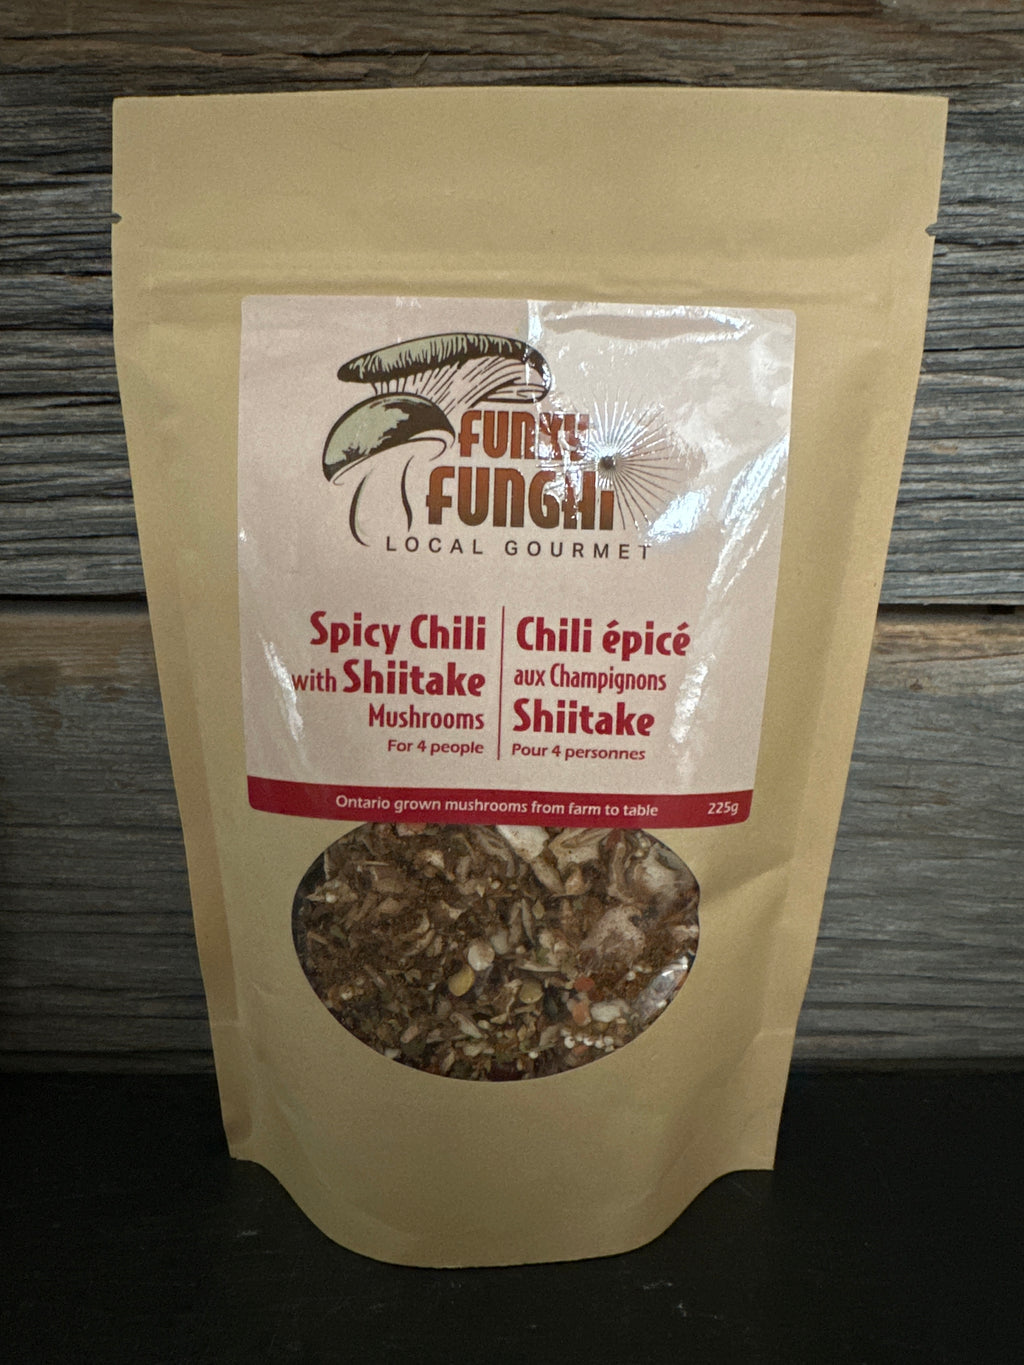 FUNKY
FUNGHI
LOCAL GOURMET
Spicy Chili
with Shiitake
Mushrooms
For 4 people
Chili épicé
aux Champignons
Shiitake
Pour 4 personnes
Ontario grown mushrooms from farm to table
225g